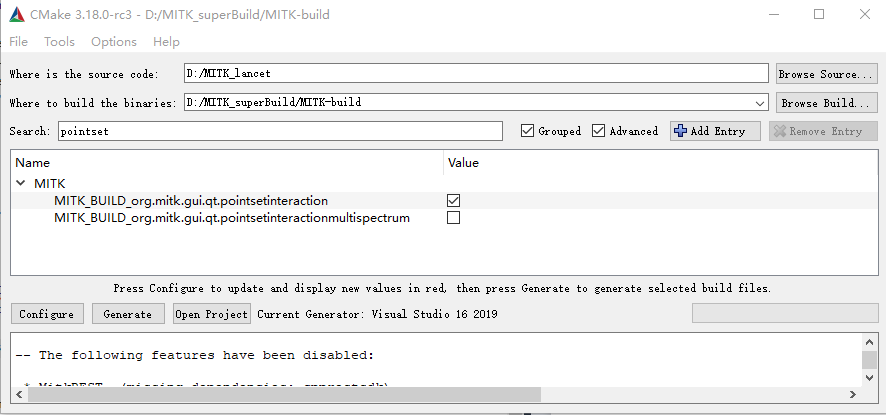 CMake 3.18.0-rc3 - D:/MITK_superBuild/MITK-build
File Tools Options Help
Where is the source code: D:/MITK_lancet Browse Source...
Where to build the binaries: D:/MITK_superBuild/MITK-build Browse Build...
Search: pointset Grouped Advanced Add Entry Remove Entry
Name Value
MITK
MITK_BUILD_org.mitk.gui.qt.pointsetinteraction
MITK_BUILD_org.mitk.gui.qt.pointsetinteractionmultispectrum
Press Configure to update and display new values in red, then press Generate to generate selected build files.
Configure Generate Open Project Current Generator: Visual Studio 16 2019
-- The following features have been disabled:
* MitkREST (missing dependencies: cpprestsdk)